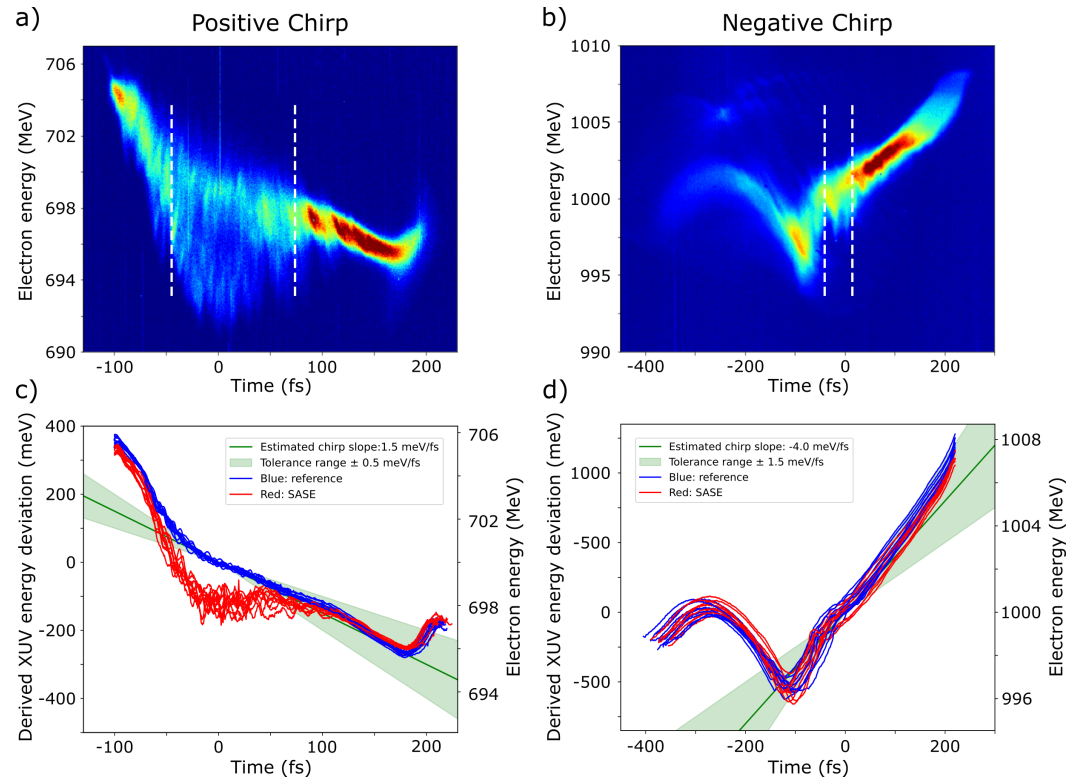 a)
Positive Chirp
Electron energy (MeV)
706
702
698
694
690
-100
0
100
200
Time (fs)
b)
Negative Chirp
Electron energy (MeV)
1010
1005
1000
995
990
-400
-200
0
200
Time (fs)
c)
Derived XUV energy deviation (meV)
400
200
0
-200
-400
Estimated chirp slope:1.5 meV/fs
Tolerance range ± 0.5 meV/fs
Blue: reference
Red: SASE
706
702
698
694
Electron energy (MeV)
-100
0
100
200
Time (fs)
d)
Derived XUV energy deviation (meV)
1000
-500
0
-500
Estimated chirp slope: -4.0 meV/fs
Tolerance range ± 1.5 meV/fs
Blue: reference
Red: SASE
1008
1004
1000
996
Electron energy (MeV)
-400
-200
0
200
Time (fs)